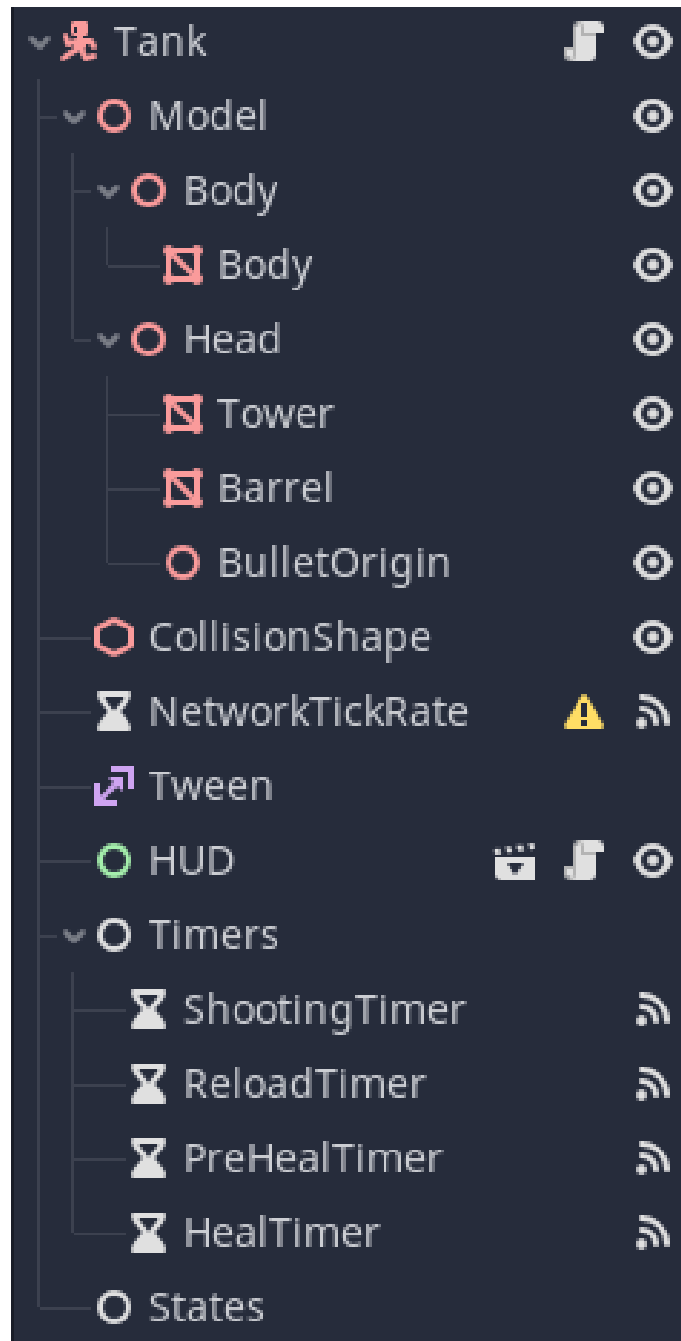 Tank
Model
Body
Body
Head
Tower
Barrel
BulletOrigin
CollisionShape
NetworkTickRate
Tween
HUD
Timers
ShootingTimer
ReloadTimer
PreHealTimer
HealTimer
States